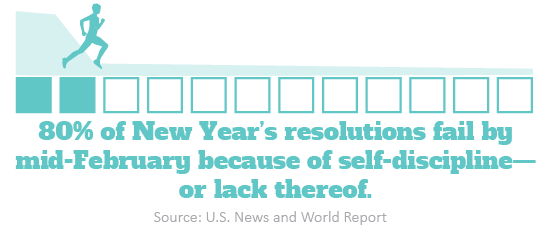 80% of New Year's resolutions fail by
mid-February because of self-discipline—
or lack thereof.
Source: U.S. News and World Report